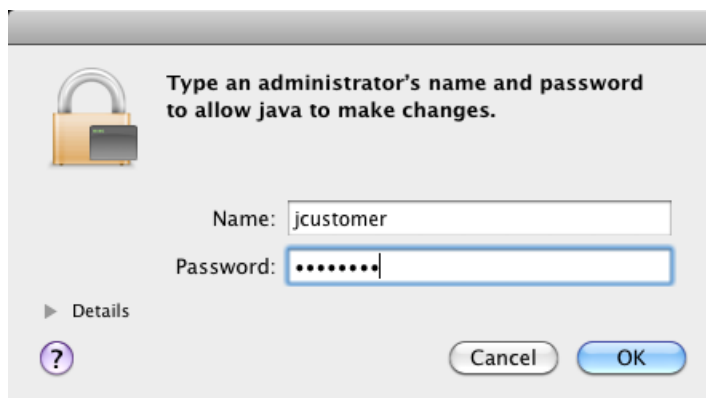 Type an administrator's name and password
to allow java to make changes.
Name: jcustomer
Password: ••••••••
Details
?
Cancel OK